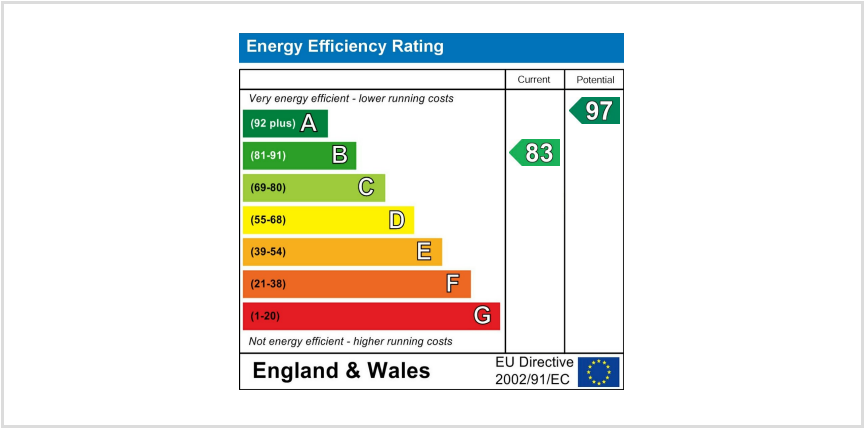 Energy Efficiency Rating
Current Potential
Very energy efficient - lower running costs
97
(92 plus) A
(81-91) B
83
(69-80) C
(55-68) D
(39-54) E
(21-38) F
(1-20) G
Not energy efficient - higher running costs
England & Wales
EU Directive
2002/91/EC